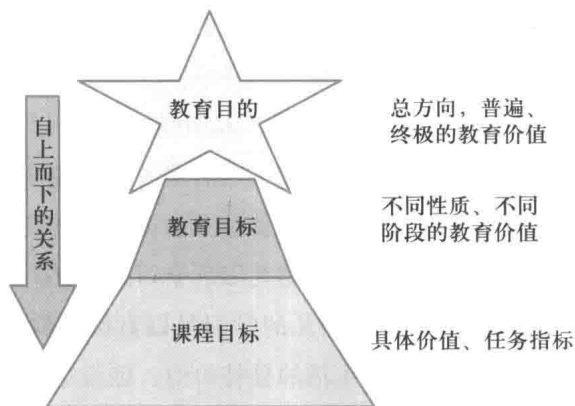 自上而下的关系
教育目的
总方向，普遍、
终极的教育价值
教育目标
不同性质、不同
阶段的教育价值
课程目标
具体价值、任务指标